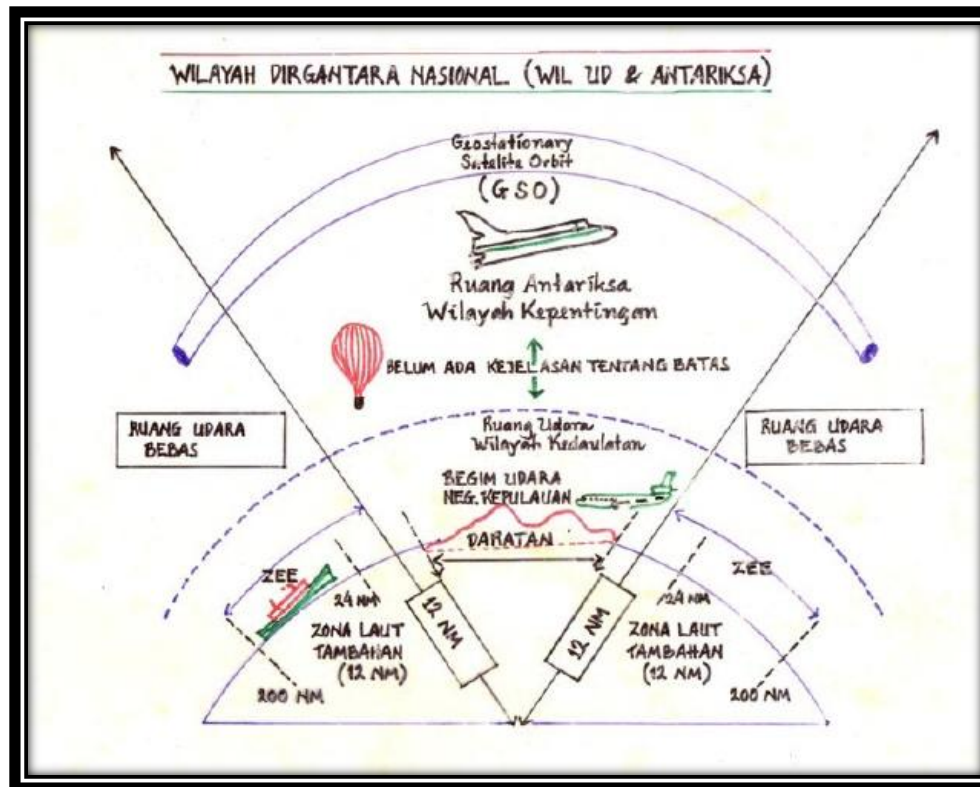 WILAYAH DIRGANTARA NASIONAL (WIL UD & ANTARIKSA)
Geostationary
Satelite Orbit
(GSO)
Ruang Antariksa
Wilayah Kepentingan
BELUM ADA KEJELASAN TENTANG BATAS
RUANG UDARA
BEBAS
Ruang Udara
Wilayah Kedaulatan
RUANG UDARA
BEBAS
BEGIM UDARA
NEG. KEPULAUAN
DARATAN
ZEE
ZEE
24 NM
12 NM
12 NM
24 NM
ZONA LAUT
TAMBAHAN
(12 NM)
ZONA LAUT
TAMBAHAN
(12 NM)
200 NM
200 NM